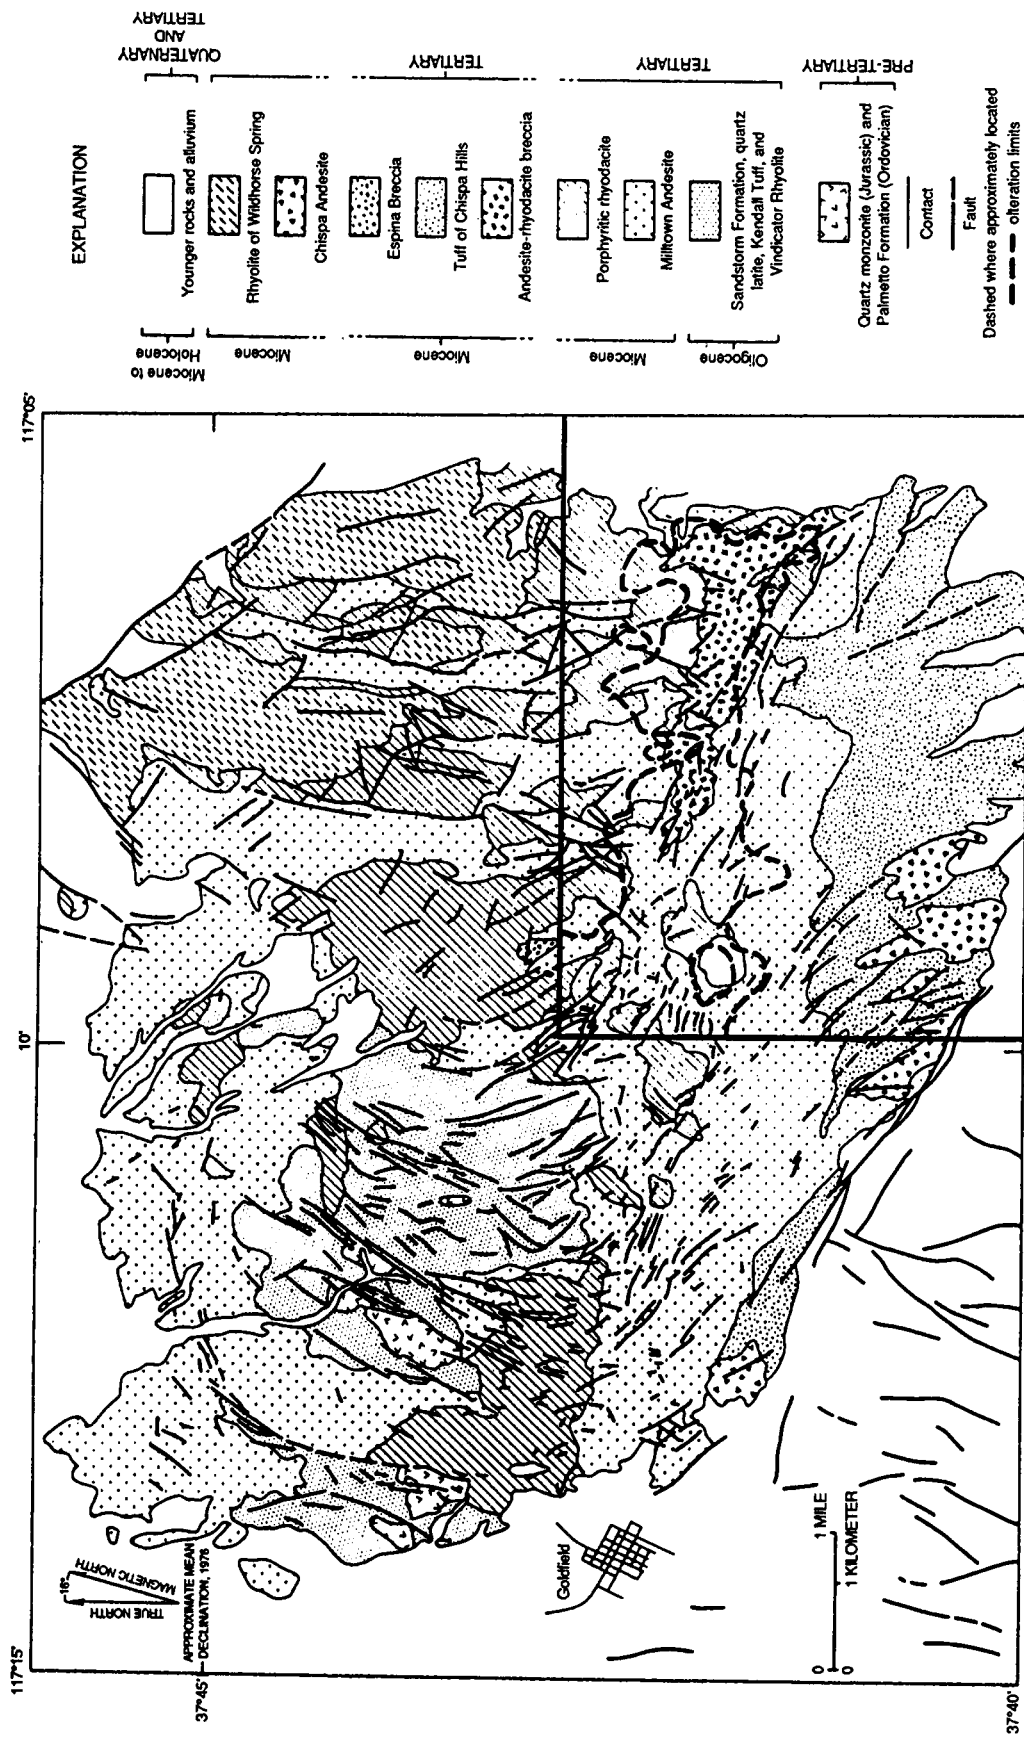 EXPLANATION
Younger rocks and alluvium
Rhyolite of Wildhorse Spring
Chispa Andesite
Espina Breccia
Tuff of Chispa Hills
Andesite-rhyodacite breccia
Porphyritic rhyodacite
Milltown Andesite
Sandstorm Formation, quartz
latite, Kendall Tuff, and
Vindicator Rhyolite
Quartz monzonite (Jurassic) and
Palmetto Formation (Ordovician)
Contact
Fault
Dashed where approximately located
alteration limits
Miocene to
Holocene
Miocene
Miocene
Miocene
Oligocene
QUATERNARY
AND
TERTIARY
TERTIARY
TERTIARY
PRE-TERTIARY
117°15'
10'
117°05'
37°45'
37°40'
16°
TRUE NORTH
MAGNETIC NORTH
APPROXIMATE MEAN
DECLINATION, 1976
Goldfield
0 1 MILE
0 1 KILOMETER